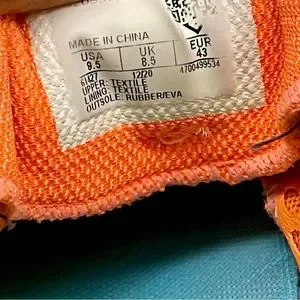 MADE IN CHINA
USA UK EUR
9.5 8.5 43
61427 12/20 4700499534
UPPER: TEXTILE
LINING: TEXTILE
OUTSOLE: RUBBER/EVA